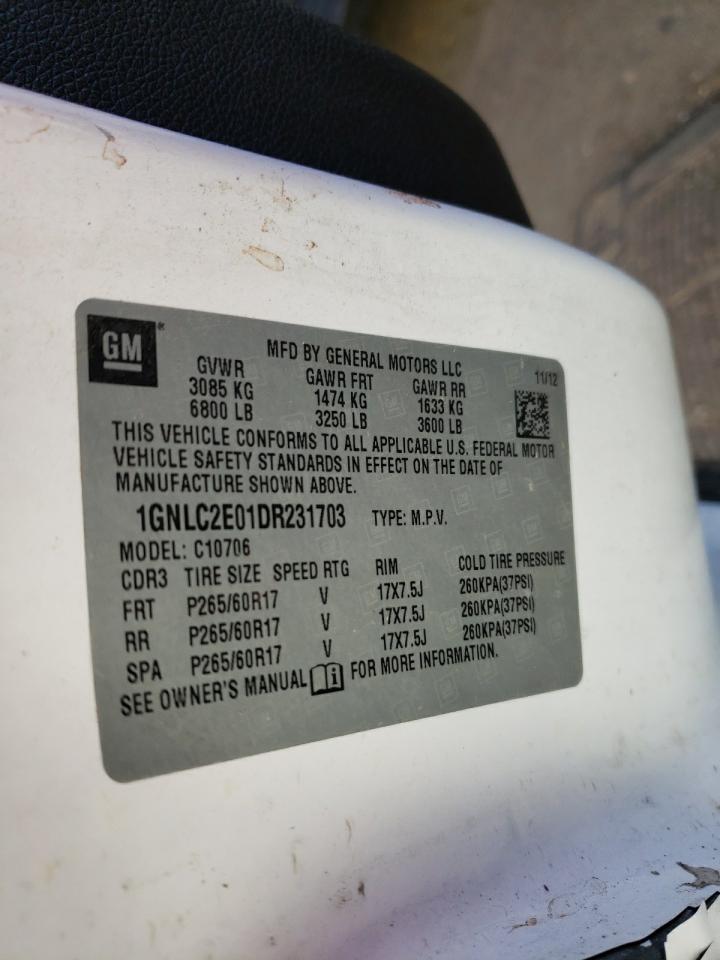 GM
MFD BY GENERAL MOTORS LLC
11/12
GVWR GAWR FRT GAWR RR
3085 KG 1474 KG 1633 KG
6800 LB 3250 LB 3600 LB
THIS VEHICLE CONFORMS TO ALL APPLICABLE U.S. FEDERAL MOTOR
VEHICLE SAFETY STANDARDS IN EFFECT ON THE DATE OF
MANUFACTURE SHOWN ABOVE.
1GNLC2E01DR231703 TYPE: M.P.V.
MODEL: C10706
CDR3 TIRE SIZE SPEED RTG RIM COLD TIRE PRESSURE
FRT P265/60R17 V 17X7.5J 260KPA(37PSI)
RR P265/60R17 V 17X7.5J 260KPA(37PSI)
SPA P265/60R17 V 17X7.5J 260KPA(37PSI)
SEE OWNER'S MANUAL FOR MORE INFORMATION.